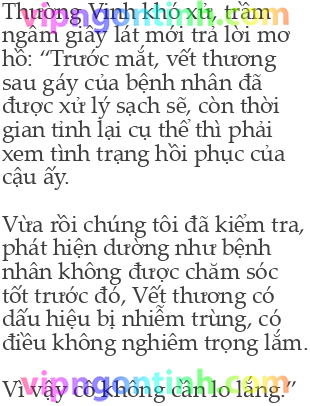 Thường Vinh khó xử, trầm
ngâm giây lát mới trả lời mơ
hồ: “Trước mắt, vết thương
sau gáy của bệnh nhân đã
được xử lý sạch sẽ, còn thời
gian tỉnh lại cụ thể thì phải
xem tình trạng hồi phục của
cậu ấy.
Vừa rồi chúng tôi đã kiểm tra,
phát hiện dường như bệnh
nhân không được chăm sóc
tốt trước đó, Vết thương có
dấu hiệu bị nhiễm trùng, có
điều không nghiêm trọng lắm.
Vì vậy cô không cần lo lắng.”
vipngontinh.com
vipngontinh.com
vipngontinh.com